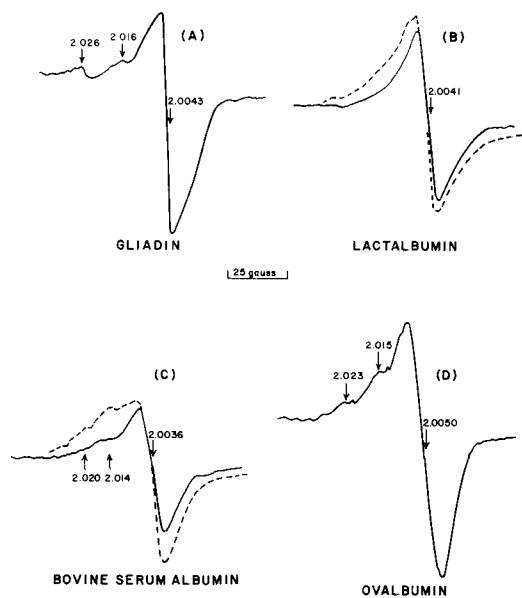 2.026
2.016
(A)
2.0043
GLIADIN
(B)
2.0041
LACTALBUMIN
25 gauss
(C)
2.0036
2.020
2.014
BOVINE SERUM ALBUMIN
(D)
2.015
2.023
2.0050
OVALBUMIN